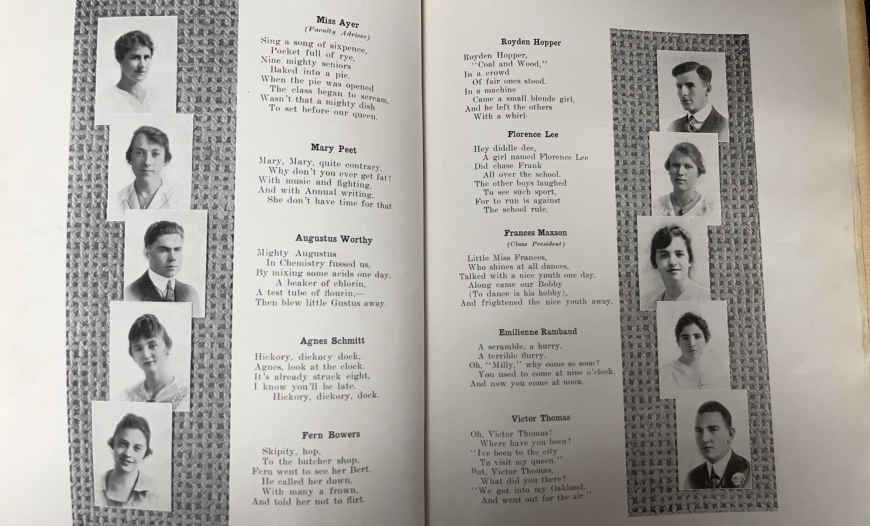 Miss Ayer
(Faculty Advisor)
Sing a song of sixpence,
Pocket full of rye,
Nine mighty seniors
Baked into a pie.
When the pie was opened
The class began to scream,
Wasn't that a mighty dish
To set before our queen.
Mary Peet
Mary, Mary, quite contrary,
Why don't you ever get fat?
With music and fighting,
And with Annual writing,
She don't have time for that
Augustus Worthy
Mighty Augustus
In Chemistry fussed us,
By mixing some acids one day,
A beaker of chlorin,
A test tube of flourin,—
Then blew little Gustus away.
Agnes Schmitt
Hickory, dickory dock,
Agnes, look at the clock.
It's already struck eight,
I know you'll be late.
Hickory, dickory, dock.
Fern Bowers
Skipity, hop,
To the butcher shop,
Fern went to see her Bert.
He called her down,
With many a frown,
And told her not to flirt.
Royden Hopper
Royden Hopper,
"Coal and Wood,"
In a crowd
Of fair ones stood.
In a machine
Came a small blonde girl,
And he left the others
With a whirl.
Florence Lee
Hey diddle dee,
A girl named Florence Lee
Did chase Frank
All over the school.
The other boys laughed
To see such sport,
For to run is against
The school rule.
Frances Maxson
(Class President)
Little Miss Frances,
Who shines at all dances,
Talked with a nice youth one day.
Along came our Bobby
(To dance is his hobby),
And frightened the nice youth away.
Emilienne Rambaud
A scramble, a hurry,
A terrible flurry,
Oh, "Milly," why come so soon?
You used to come at nine o'clock
And now you come at noon.
Victor Thomas
Oh, Victor Thomas!
Where have you been?
"I've been to the city
To visit my queen."
But, Victor Thomas,
What did you there?
"We got into my Oakland,
And went out for the air."